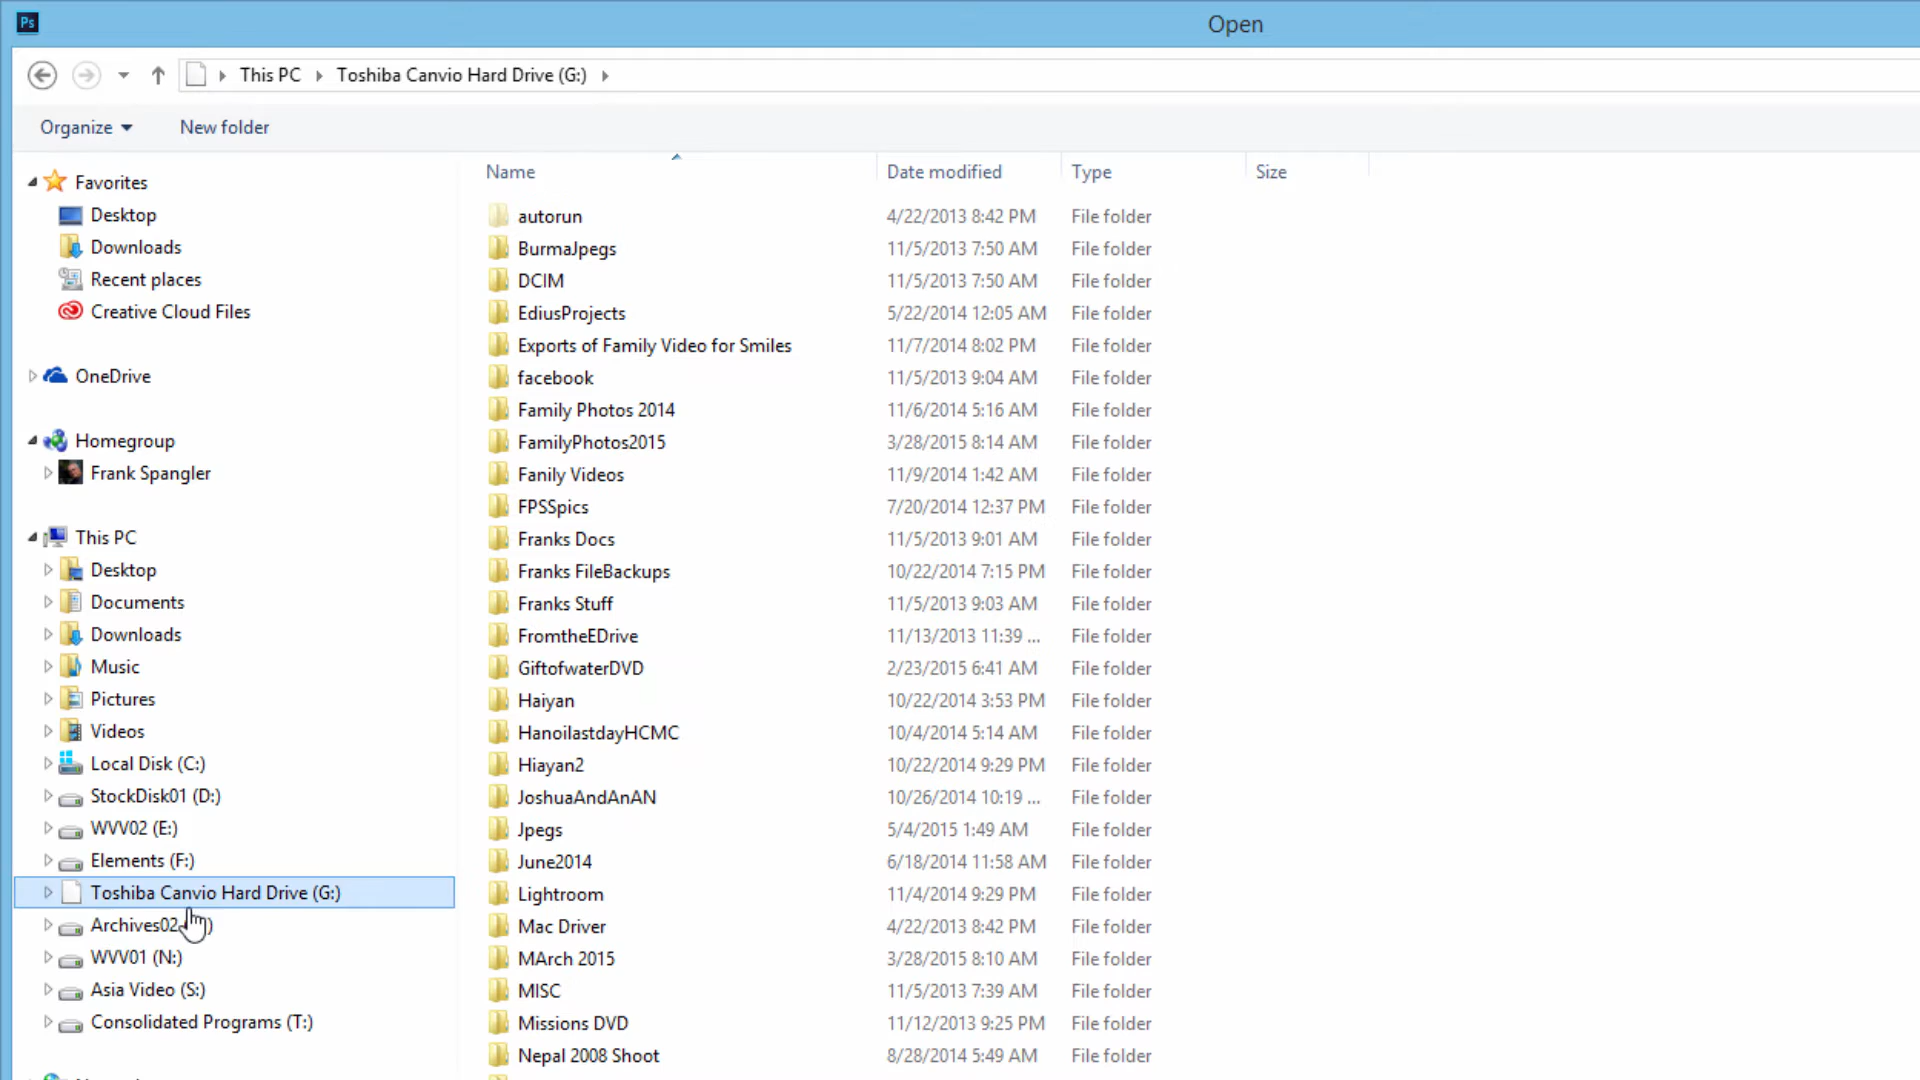 Ps
Open
This PC Toshiba Canvio Hard Drive (G:)
Organize New folder
Favorites
Desktop
Downloads
Recent places
Creative Cloud Files
OneDrive
Homegroup
Frank Spangler
This PC
Desktop
Documents
Downloads
Music
Pictures
Videos
Local Disk (C:)
StockDisk01 (D:)
WVV02 (E:)
Elements (F:)
Toshiba Canvio Hard Drive (G:)
Archives02
WVV01 (N:)
Asia Video (S:)
Consolidated Programs (T:)
Name Date modified Type Size
autorun 4/22/2013 8:42 PM File folder
BurmaJpegs 11/5/2013 7:50 AM File folder
DCIM 11/5/2013 7:50 AM File folder
EdiusProjects 5/22/2014 12:05 AM File folder
Exports of Family Video for Smiles 11/7/2014 8:02 PM File folder
facebook 11/5/2013 9:04 AM File folder
Family Photos 2014 11/6/2014 5:16 AM File folder
FamilyPhotos2015 3/28/2015 8:14 AM File folder
Fanily Videos 11/9/2014 1:42 AM File folder
FPSSpics 7/20/2014 12:37 PM File folder
Franks Docs 11/5/2013 9:01 AM File folder
Franks FileBackups 10/22/2014 7:15 PM File folder
Franks Stuff 11/5/2013 9:03 AM File folder
FromtheEDrive 11/13/2013 11:39 ... File folder
GiftofwaterDVD 2/23/2015 6:41 AM File folder
Haiyan 10/22/2014 3:53 PM File folder
HanoilastdayHCMC 10/4/2014 5:14 AM File folder
Hiayan2 10/22/2014 9:29 PM File folder
JoshuaAndAnAN 10/26/2014 10:19 ... File folder
Jpegs 5/4/2015 1:49 AM File folder
June2014 6/18/2014 11:58 AM File folder
Lightroom 11/4/2014 9:29 PM File folder
Mac Driver 4/22/2013 8:42 PM File folder
MArch 2015 3/28/2015 8:10 AM File folder
MISC 11/5/2013 7:39 AM File folder
Missions DVD 11/12/2013 9:25 PM File folder
Nepal 2008 Shoot 8/28/2014 5:49 AM File folder